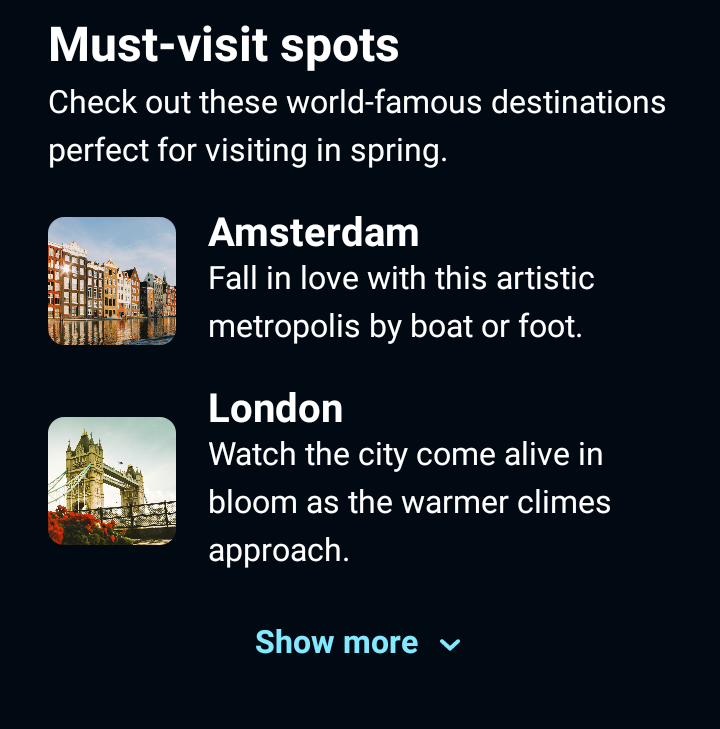 Must-visit spots
Check out these world-famous destinations
perfect for visiting in spring.
Amsterdam
Fall in love with this artistic
metropolis by boat or foot.
London
Watch the city come alive in
bloom as the warmer climes
approach.
Show more